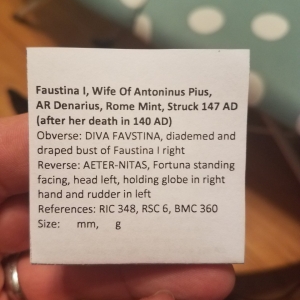 Faustina I, Wife Of Antoninus Pius,
AR Denarius, Rome Mint, Struck 147 AD
(after her death in 140 AD)
Obverse: DIVA FAVSTINA, diademed and
draped bust of Faustina I right
Reverse: AETER-NITAS, Fortuna standing
facing, head left, holding globe in right
hand and rudder in left
References: RIC 348, RSC 6, BMC 360
Size: mm, g